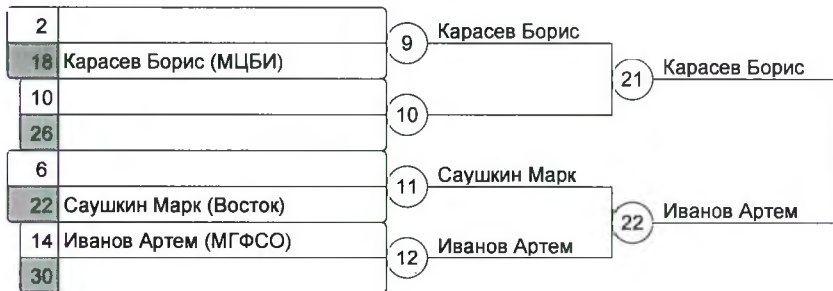 2
9 Карасев Борис
18 Карасев Борис (МЦБИ)
21 Карасев Борис
10
10
26
6
11 Саушкин Марк
22 Саушкин Марк (Восток)
22 Иванов Артем
14 Иванов Артем (МГФСО)
12 Иванов Артем
30